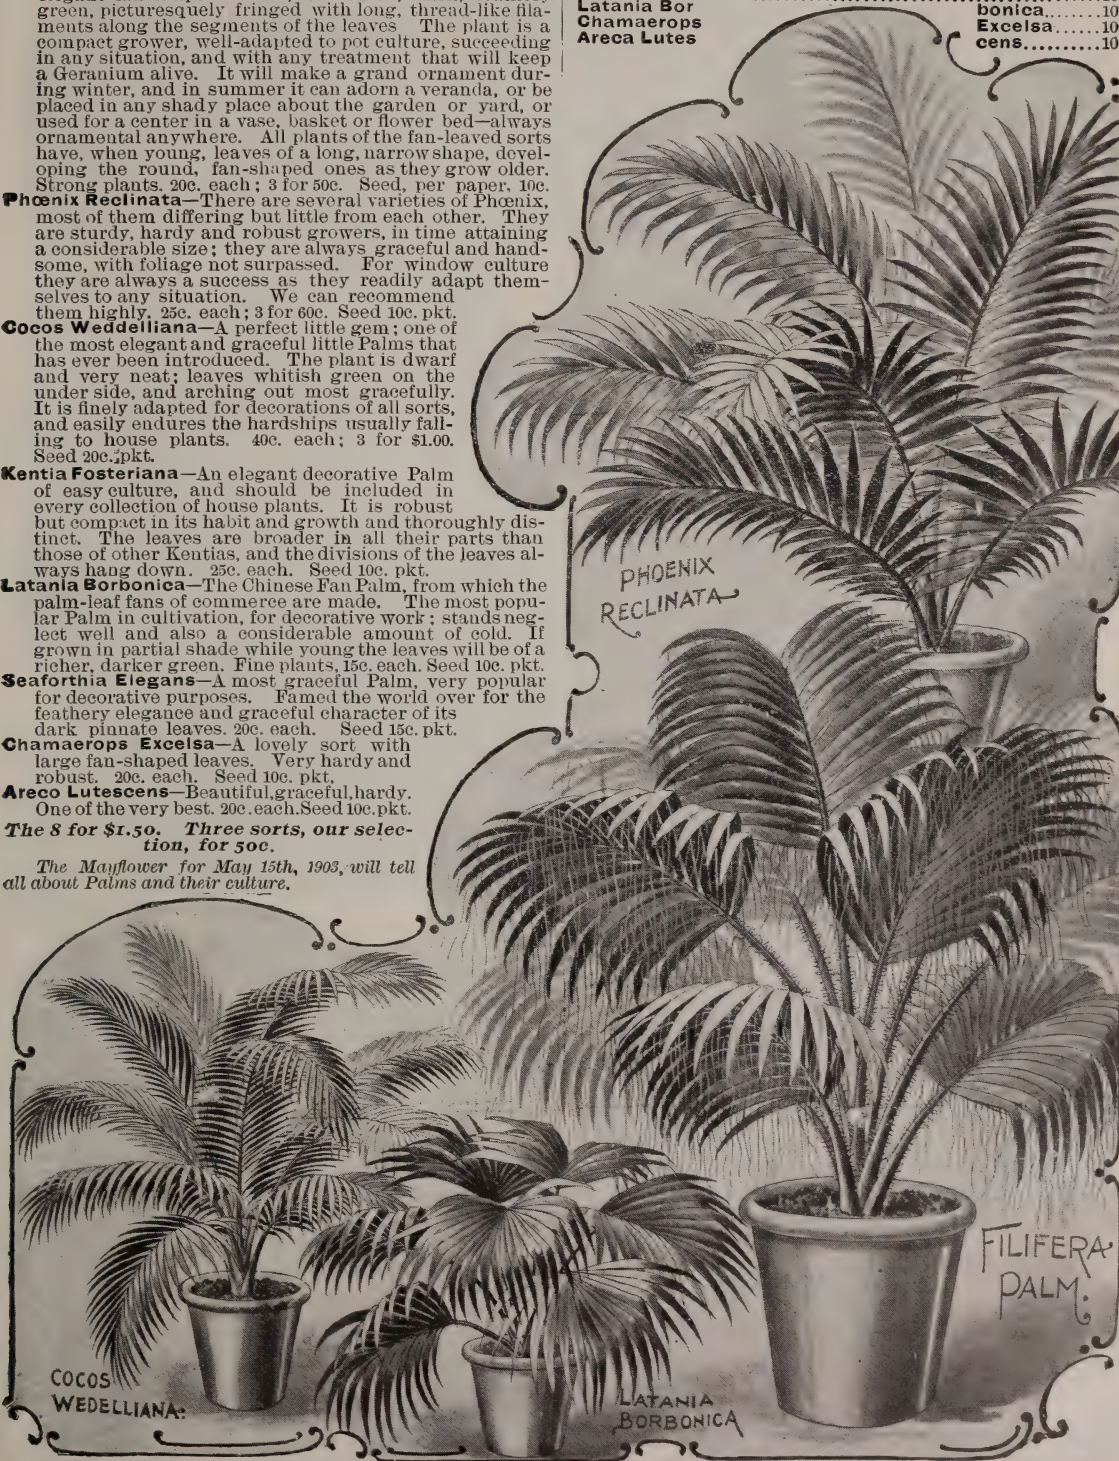 green, picturesquely fringed with long, thread-like fila-
ments along the segments of the leaves The plant is a
compact grower, well-adapted to pot culture, succeeding
in any situation, and with any treatment that will keep
a Geranium alive. It will make a grand ornament dur-
ing winter, and in summer it can adorn a veranda, or be
placed in any shady place about the garden or yard, or
used for a center in a vase, basket or flower bed—always
ornamental anywhere. All plants of the fan-leaved sorts
have, when young, leaves of a long, narrow shape, devel-
oping the round, fan-shaped ones as they grow older.
Strong plants. 20c. each; 3 for 50c. Seed, per paper, 10c.
Phœnix Reclinata—There are several varieties of Phœnix,
most of them differing but little from each other. They
are sturdy, hardy and robust growers, in time attaining
a considerable size; they are always graceful and hand-
some, with foliage not surpassed. For window culture
they are always a success as they readily adapt them-
selves to any situation. We can recommend
them highly. 25c. each; 3 for 60c. Seed 10c. pkt.
Cocos Weddelliana—A perfect little gem; one of
the most elegant and graceful little Palms that
has ever been introduced. The plant is dwarf
and very neat; leaves whitish green on the
under side, and arching out most gracefully.
It is finely adapted for decorations of all sorts,
and easily endures the hardships usually fall-
ing to house plants. 40c. each; 3 for $1.00.
Seed 20c. pkt.
Kentia Fosteriana—An elegant decorative Palm
of easy culture, and should be included in
every collection of house plants. It is robust
but compact in its habit and growth and thoroughly dis-
tinct. The leaves are broader in all their parts than
those of other Kentias, and the divisions of the leaves al-
ways hang down. 25c. each. Seed 10c. pkt.
Latania Borbonica—The Chinese Fan Palm, from which the
palm-leaf fans of commerce are made. The most popu-
lar Palm in cultivation, for decorative work; stands neg-
lect well and also a considerable amount of cold. If
grown in partial shade while young the leaves will be of a
richer, darker green. Fine plants, 15c. each. Seed 10c. pkt.
Seaforthia Elegans—A most graceful Palm, very popular
for decorative purposes. Famed the world over for the
feathery elegance and graceful character of its
dark pinnate leaves. 20c. each. Seed 15c. pkt.
Chamaerops Excelsa—A lovely sort with
large fan-shaped leaves. Very hardy and
robust. 20c. each. Seed 10c. pkt.
Areco Lutescens—Beautiful, graceful, hardy.
One of the very best. 20c. each. Seed 10c. pkt.
The 8 for $1.50. Three sorts, our selec-
tion, for 50c.
The Mayflower for May 15th, 1903, will tell
all about Palms and their culture.
Latania Bor
Chamaerops
Areca Lutes
bonica.......10
Excelsa......10
cens..........10
PHOENIX
RECLINATA
FILIFERA
PALM.
COCOS
WEDELLIANA.
LATANIA
BORBONICA